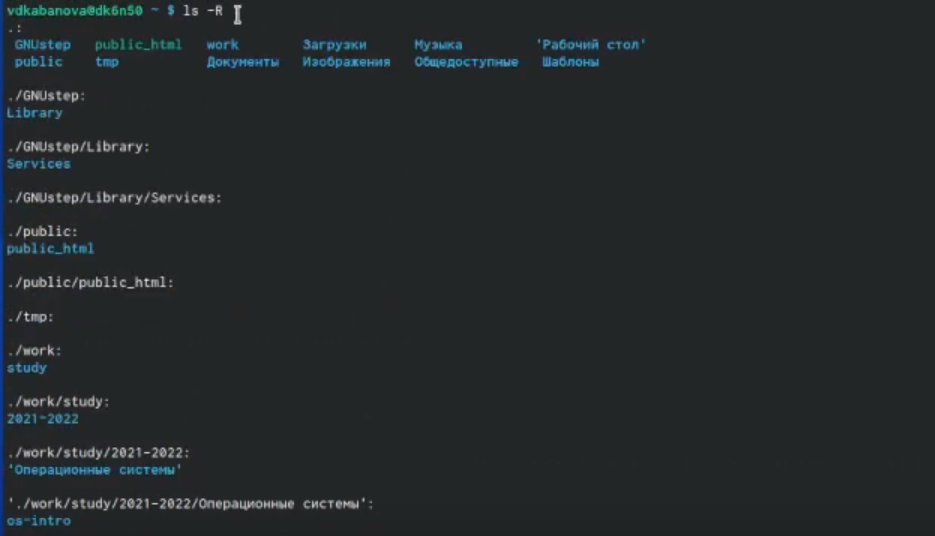 vdkabanova@dk6n50 ~ $ ls -R
.:
GNUstep public_html work Загрузки Музыка 'Рабочий стол'
public tmp Документы Изображения Общедоступные Шаблоны
./GNUstep:
Library
./GNUstep/Library:
Services
./GNUstep/Library/Services:
./public:
public_html
./public/public_html:
./tmp:
./work:
study
./work/study:
2021-2022
./work/study/2021-2022:
'Операционные системы'
'./work/study/2021-2022/Операционные системы':
os-intro